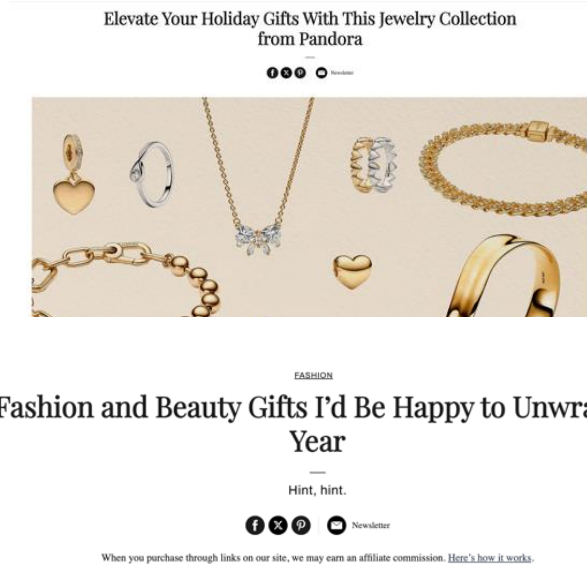 Elevate Your Holiday Gifts With This Jewelry Collection
from Pandora
Newsletter
FASHION
Fashion and Beauty Gifts I'd Be Happy to Unwra
Year
Hint, hint.
Newsletter
When you purchase through links on our site, we may earn an affiliate commission. Here's how it works.